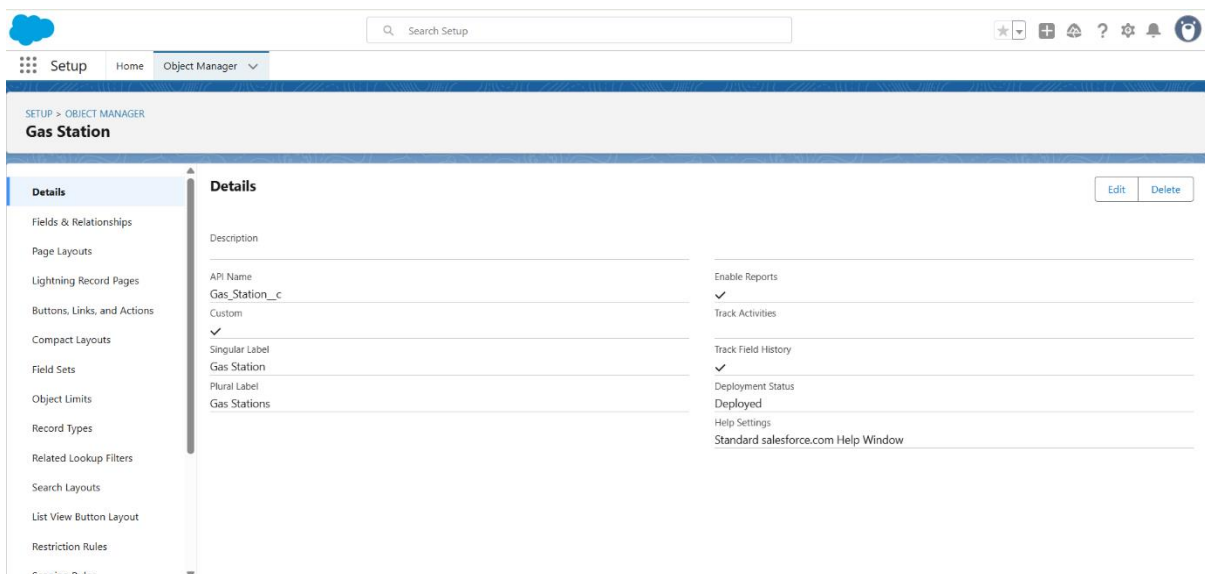 Search Setup
Setup Home Object Manager
SETUP > OBJECT MANAGER
Gas Station
Details
Fields & Relationships
Page Layouts
Lightning Record Pages
Buttons, Links, and Actions
Compact Layouts
Field Sets
Object Limits
Record Types
Related Lookup Filters
Search Layouts
List View Button Layout
Restriction Rules
Details
Edit Delete
Description
API Name
Gas_Station__c
Custom
Singular Label
Gas Station
Plural Label
Gas Stations
Enable Reports
Track Activities
Track Field History
Deployment Status
Deployed
Help Settings
Standard salesforce.com Help Window